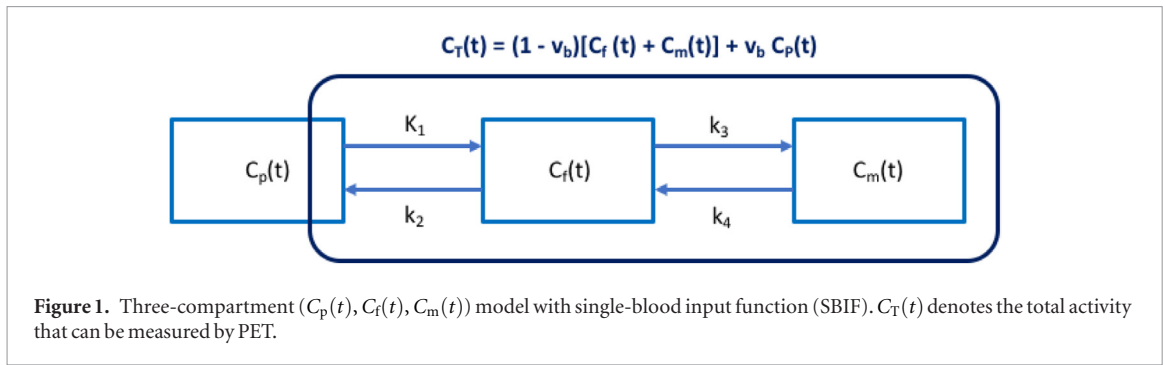 C_T(t) = (1 - v_b)[C_f (t) + C_m(t)] + v_b C_P(t)
K_1
k_3
C_p(t)
C_f(t)
C_m(t)
k_2
k_4
Figure 1. Three-compartment (C_p(t), C_f(t), C_m(t)) model with single-blood input function (SBIF). C_T(t) denotes the total activity
that can be measured by PET.